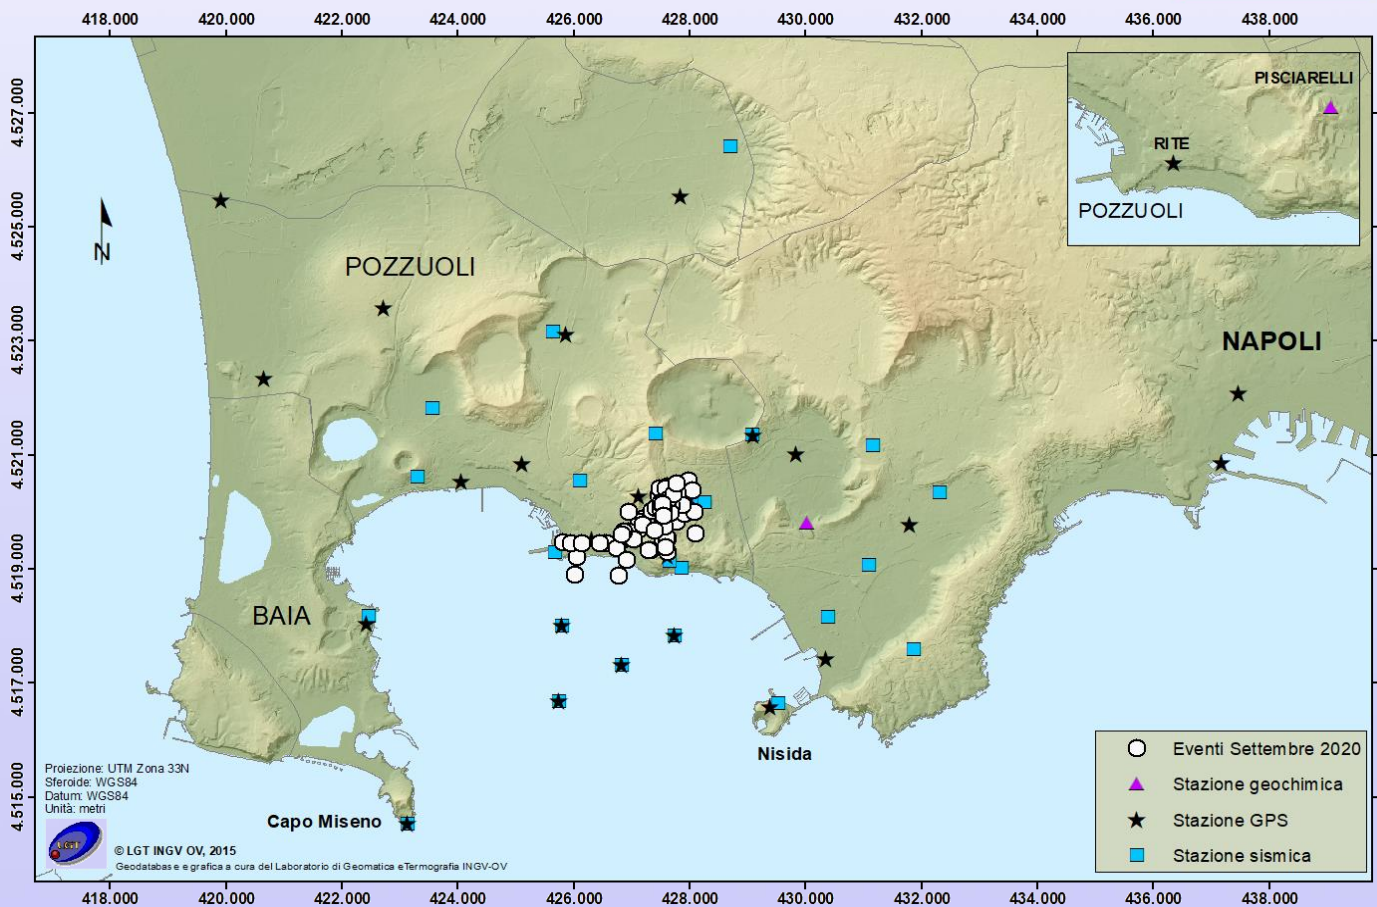 418.000 420.000 422.000 424.000 426.000 428.000 430.000 432.000 434.000 436.000 438.000
4.527.000
4.525.000
4.523.000
4.521.000
4.519.000
4.517.000
4.515.000
PISCIARELLI
RITE
POZZUOLI
N
POZZUOLI
NAPOLI
BAIA
Nisida
Capo Miseno
Proiezione: UTM Zona 33N
Sferoide: WGS84
Datum: WGS84
Unità: metri
LGT
© LGT INGV OV, 2015
Geodatabase e grafica a cura del Laboratorio di Geomatica e Termografia INGV-OV
Eventi Settembre 2020
Stazione geochimica
Stazione GPS
Stazione sismica
418.000 420.000 422.000 424.000 426.000 428.000 430.000 432.000 434.000 436.000 438.000